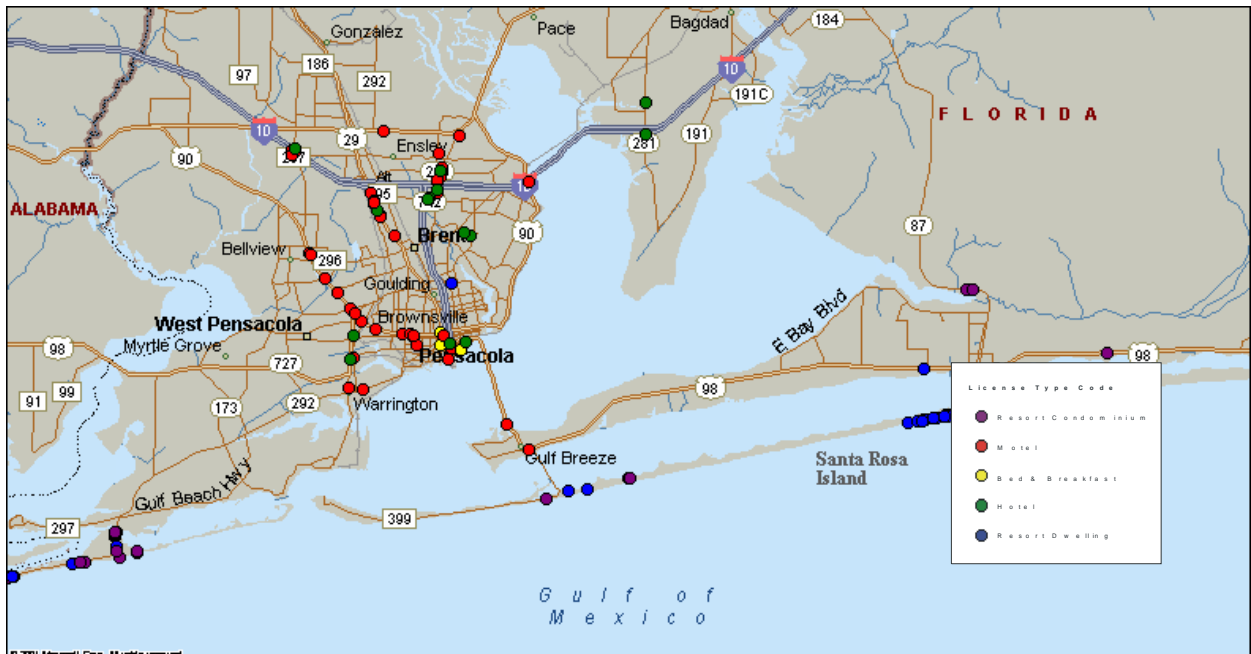 184
Bagdad
Pace
Gonzalez
186
97
292
10
191C
FLORIDA
10
29
281
191
90
Ensley
297
Alt
95
10
ALABAMA
87
90
Brent
Bellview
296
Goulding
E Bay Blvd
West Pensacola
Brownsville
98
Myrtle Grove
Pensacola
98
727
98
91
99
173
292
Warrington
License Type Code
Resort Condominium
Motel
Bed & Breakfast
Hotel
Resort Dwelling
Gulf Breeze
Santa Rosa
Island
Gulf Beach Hwy
297
399
Gulf of
Mexico